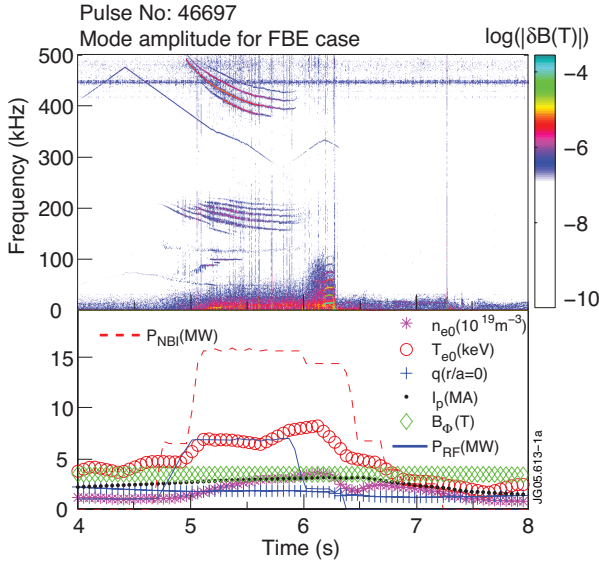 Pulse No: 46697
Mode amplitude for FBE case
log(|δB(T)|)
500
400
300
200
100
0
Frequency (kHz)
−4
−6
−8
−10
15
10
5
0
P_NBI(MW)
n_e0(10^19 m^−3)
T_e0(keV)
q(r/a=0)
I_p(MA)
B_Φ(T)
P_RF(MW)
4
5
6
7
8
Time (s)
JG05.613-1a